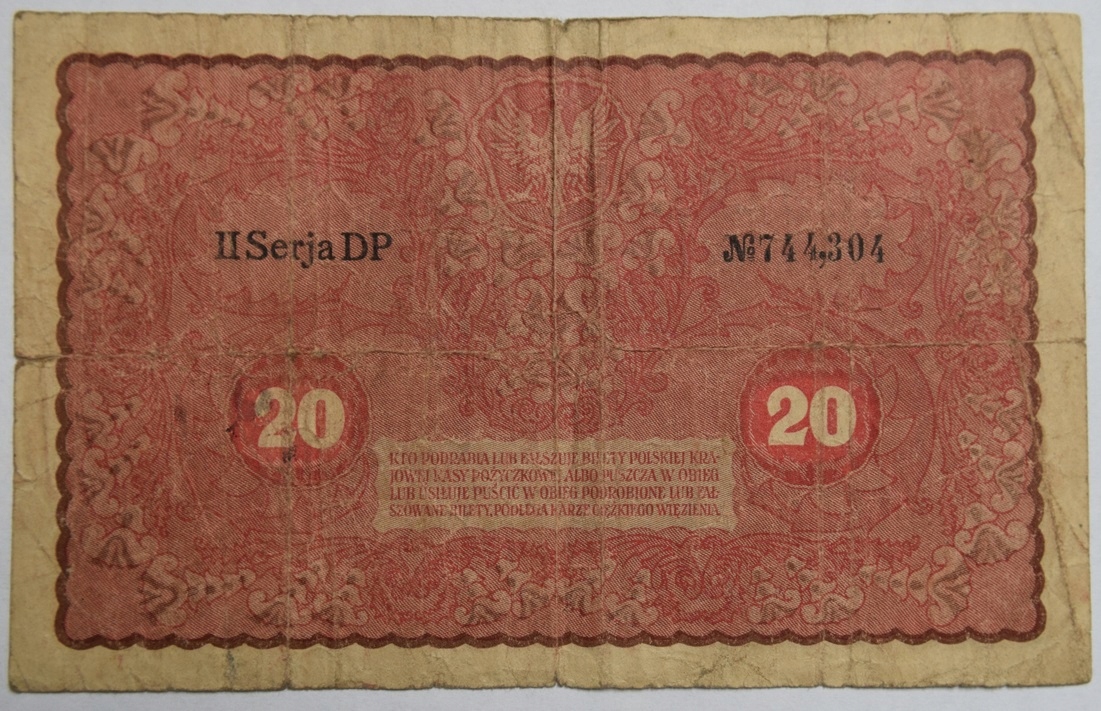 II Serja DP
№744,304
20
20
KTO PODRABIA LUB FAŁSZUJE BILETY POLSKIEJ KRA-
JOWEJ KASY POŻYCZKOWEJ, ALBO PUSZCZA W OBIEG
LUB USIŁUJE PUŚCIĆ W OBIEG PODROBIONE LUB ZAŁ-
SZOWANE BILETY, PODLEGA KARZE CIĘŻKIEGO WIĘZIENIA.